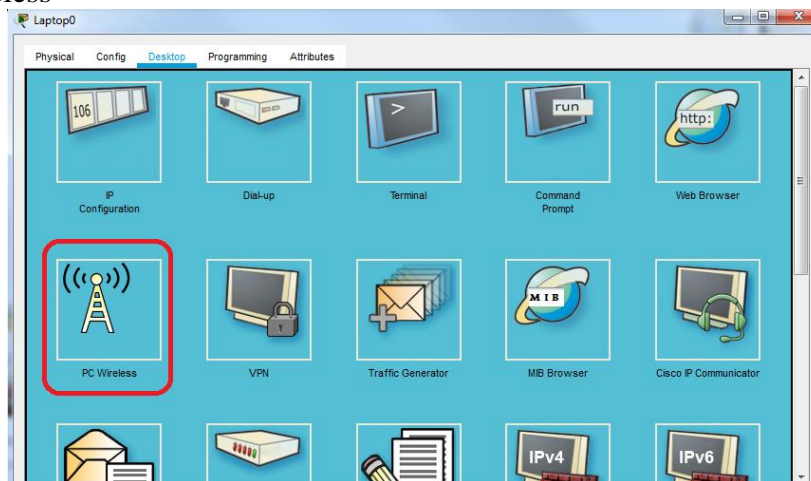 Laptop0
Physical Config Desktop Programming Attributes
106
>
run
http:
IP
Configuration
Dial-up
Terminal
Command
Prompt
Web Browser
MIB
PC Wireless
VPN
Traffic Generator
MIB Browser
Cisco IP Communicator
IPv4
IPv6